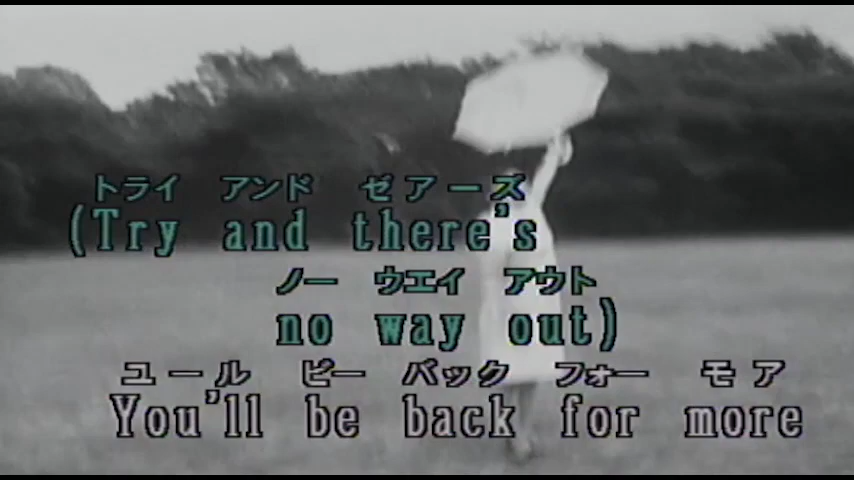 トライ アンド ゼアーズ
(Try and there's
ノー ウエイ アウト
no way out)
ユール ビー バック フォー モア
You'll be back for more